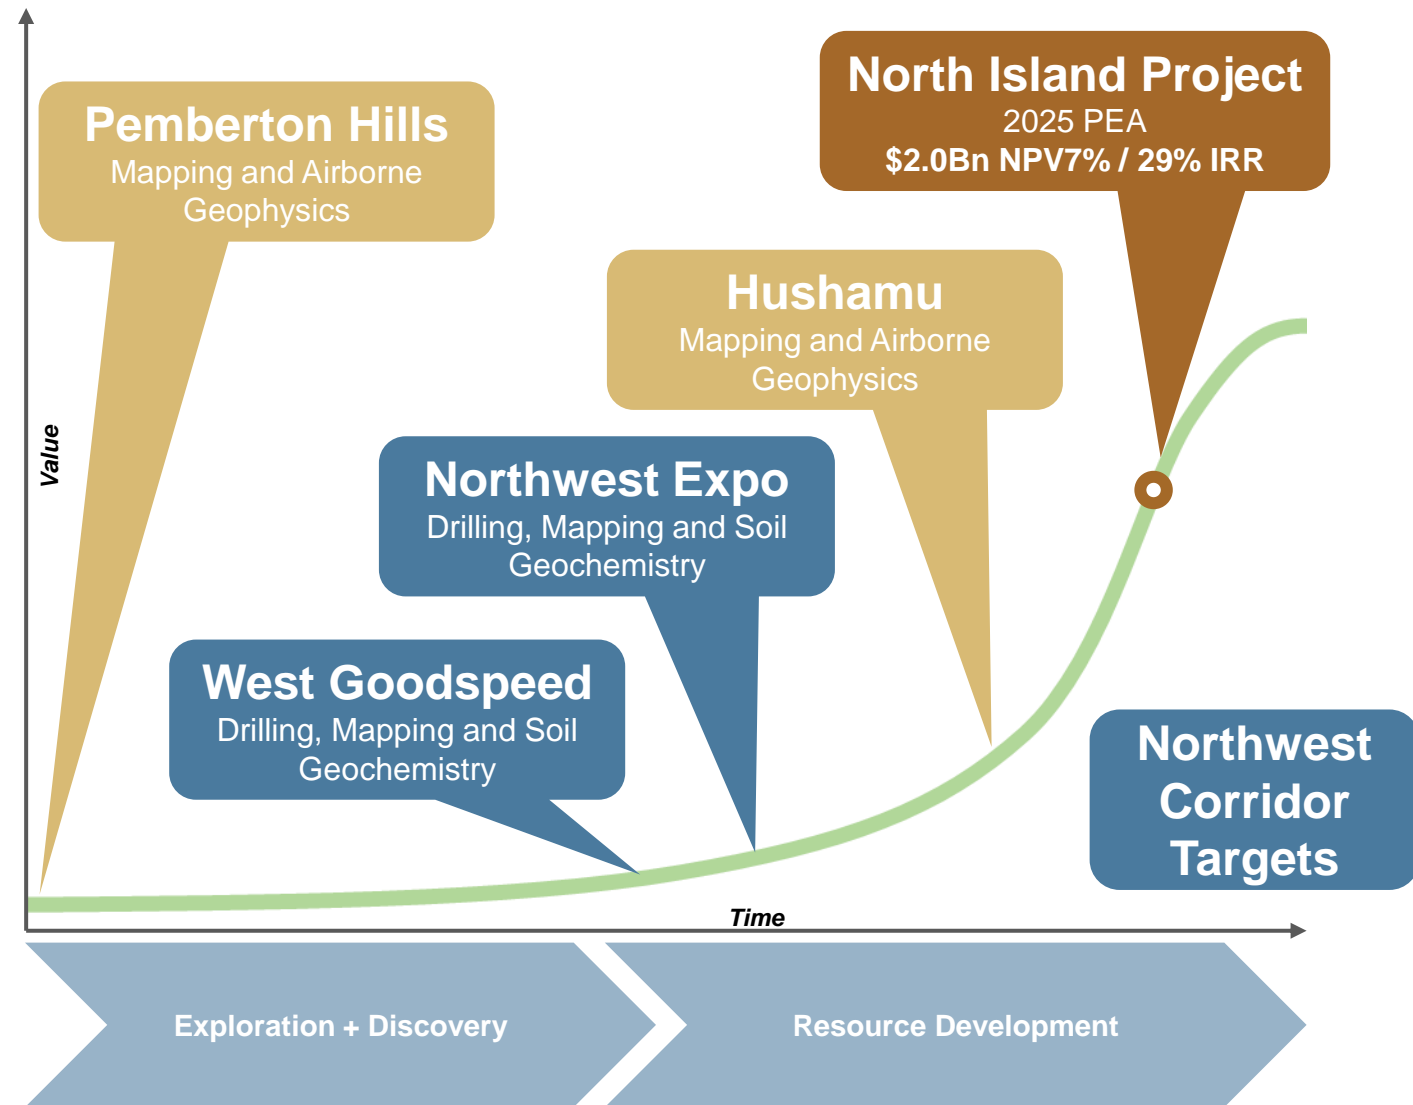 North Island Project
2025 PEA
$2.0Bn NPV7% / 29% IRR
Pemberton Hills
Mapping and Airborne
Geophysics
Hushamu
Mapping and Airborne
Geophysics
Value
Northwest Expo
Drilling, Mapping and Soil
Geochemistry
West Goodspeed
Drilling, Mapping and Soil
Geochemistry
Northwest
Corridor
Targets
Time
Exploration + Discovery
Resource Development